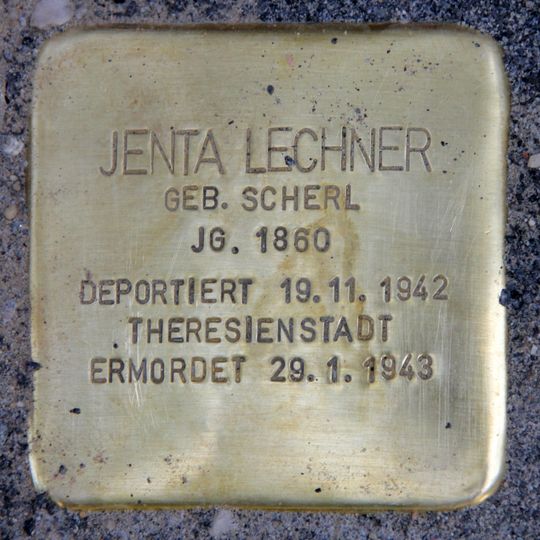 JENTA LECHNER
GEB. SCHERL
JG. 1860
DEPORTIERT 19.11.1942
THERESIENSTADT
ERMORDET 29.1.1943